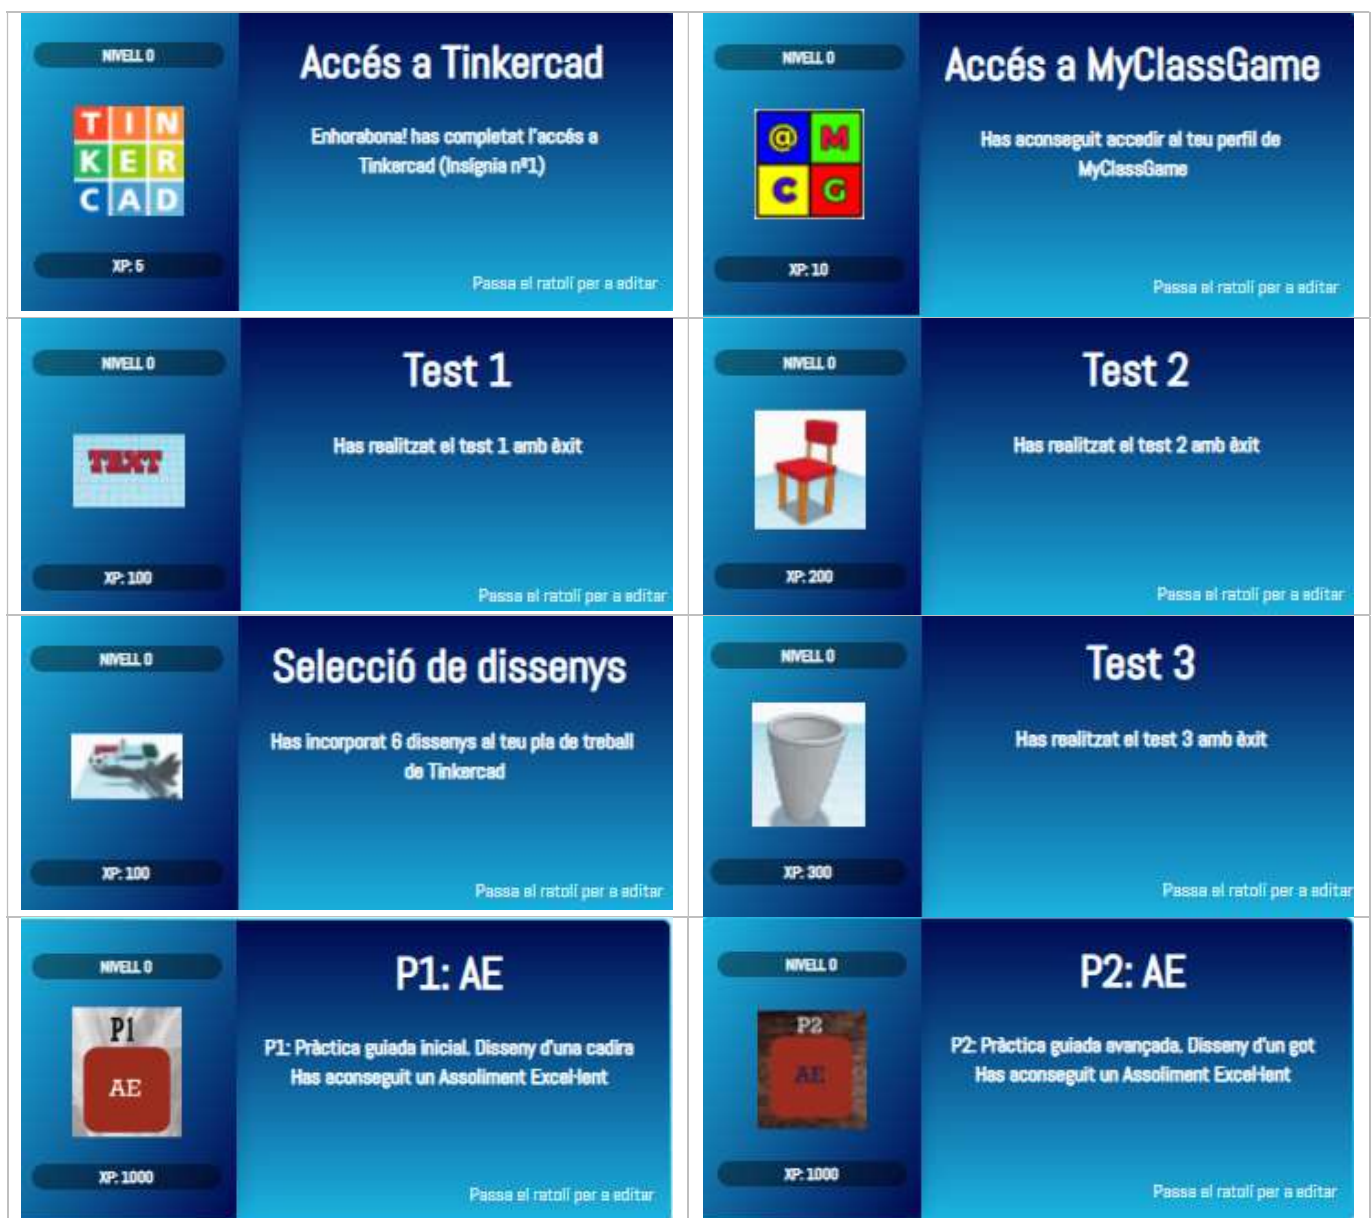 NIVELL 0
Accés a Tinkercad
T I N
K E R
C A D
Enhorabona! has completat l'accés a
Tinkercad (Insígnia nº1)
XP: 5
Passa el ratolí per a editar
NIVELL 0
Accés a MyClassGame
@ M
C G
Has aconseguit accedir al teu perfil de
MyClassGame
XP: 10
Passa el ratolí per a editar
NIVELL 0
Test 1
TEXT
Has realitzat el test 1 amb èxit
XP: 100
Passa el ratolí per a editar
NIVELL 0
Test 2
Has realitzat el test 2 amb èxit
XP: 200
Passa el ratolí per a editar
NIVELL 0
Selecció de dissenys
Has incorporat 6 dissenys al teu pla de treball
de Tinkercad
XP: 100
Passa el ratolí per a editar
NIVELL 0
Test 3
Has realitzat el test 3 amb èxit
XP: 300
Passa el ratolí per a editar
NIVELL 0
P1: AE
P1
AE
P1: Pràctica guiada inicial. Disseny d'una cadira
Has aconseguit un Assoliment Excel·lent
XP: 1000
Passa el ratolí per a editar
NIVELL 0
P2: AE
P2
AE
P2: Pràctica guiada avançada. Disseny d'un got
Has aconseguit un Assoliment Excel·lent
XP: 1000
Passa el ratolí per a editar